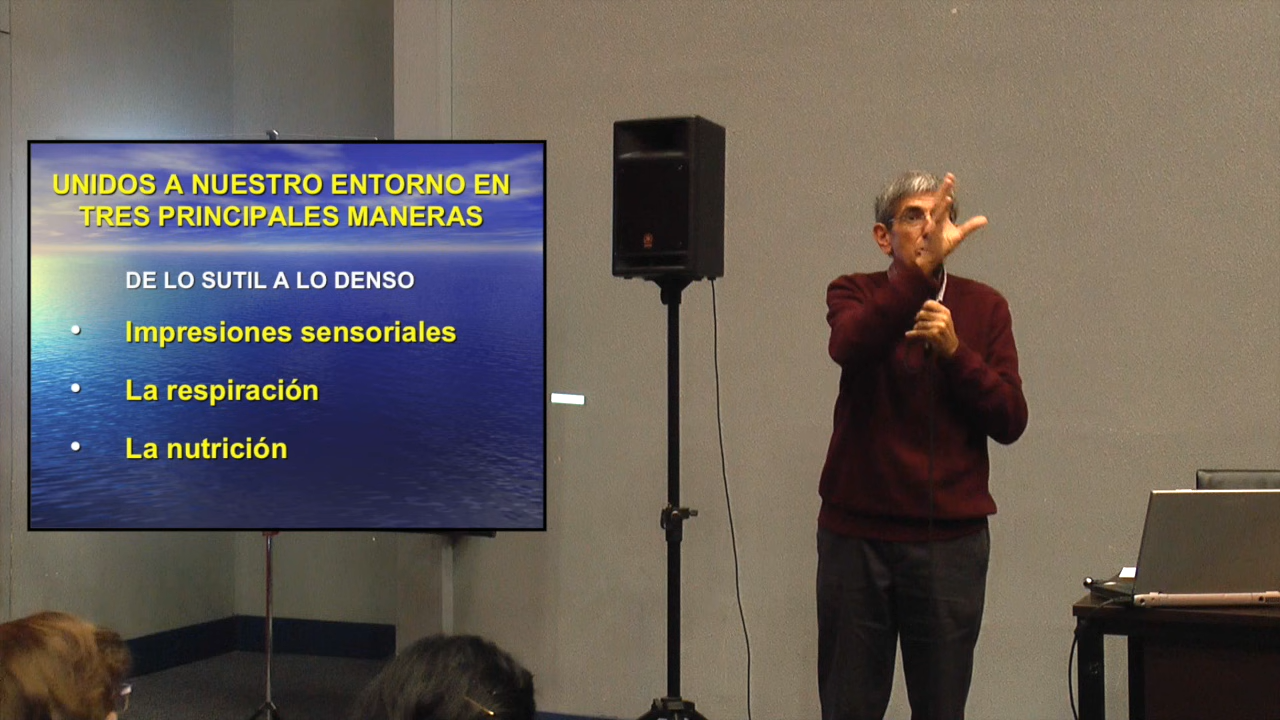 UNIDOS A NUESTRO ENTORNO EN
TRES PRINCIPALES MANERAS
DE LO SUTIL A LO DENSO
• Impresiones sensoriales
• La respiración
• La nutrición